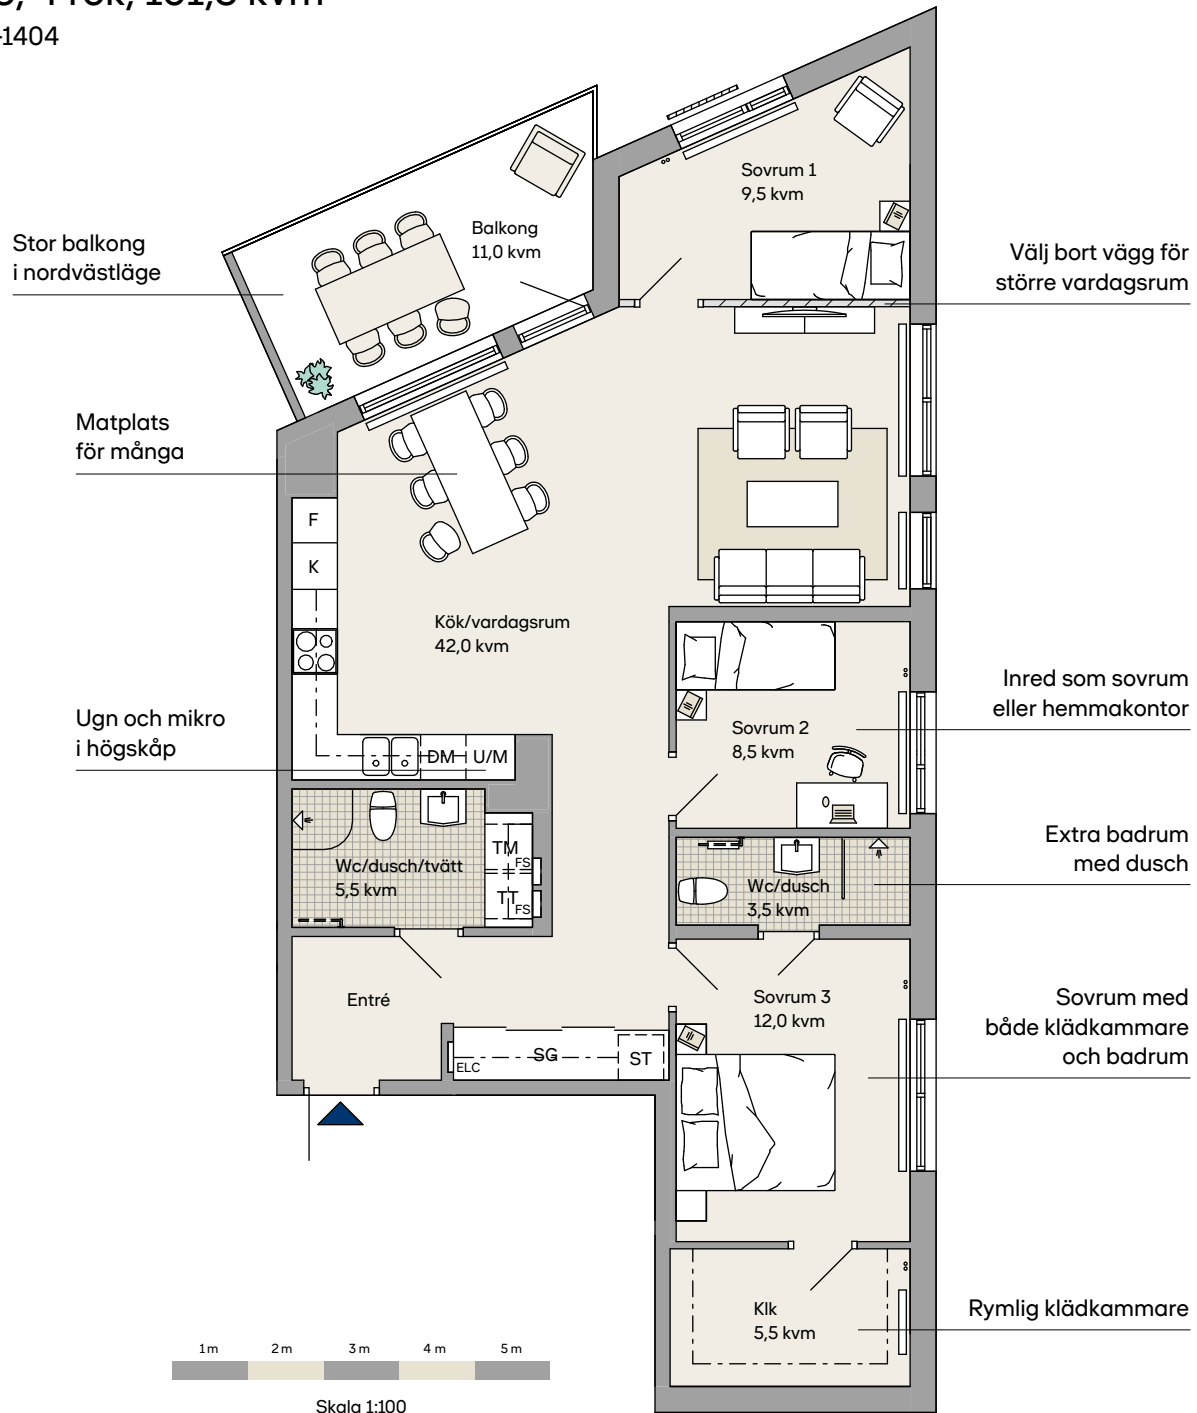 -1404
Sovrum 1
9,5 kvm
Balkong
11,0 kvm
Stor balkong
i nordvästläge
Välj bort vägg för
större vardagsrum
Matplats
för många
F
K
Kök/vardagsrum
42,0 kvm
Inred som sovrum
eller hemmakontor
Sovrum 2
8,5 kvm
Ugn och mikro
i högskåp
DM
U/M
Extra badrum
med dusch
TM
FS
Wc/dusch/tvätt
5,5 kvm
TT
FS
Wc/dusch
3,5 kvm
Entré
Sovrum 3
12,0 kvm
Sovrum med
både klädkammare
och badrum
ELC
SG
ST
Klk
5,5 kvm
Rymlig klädkammare
1 m
2 m
3 m
4 m
5 m
Skala 1:100